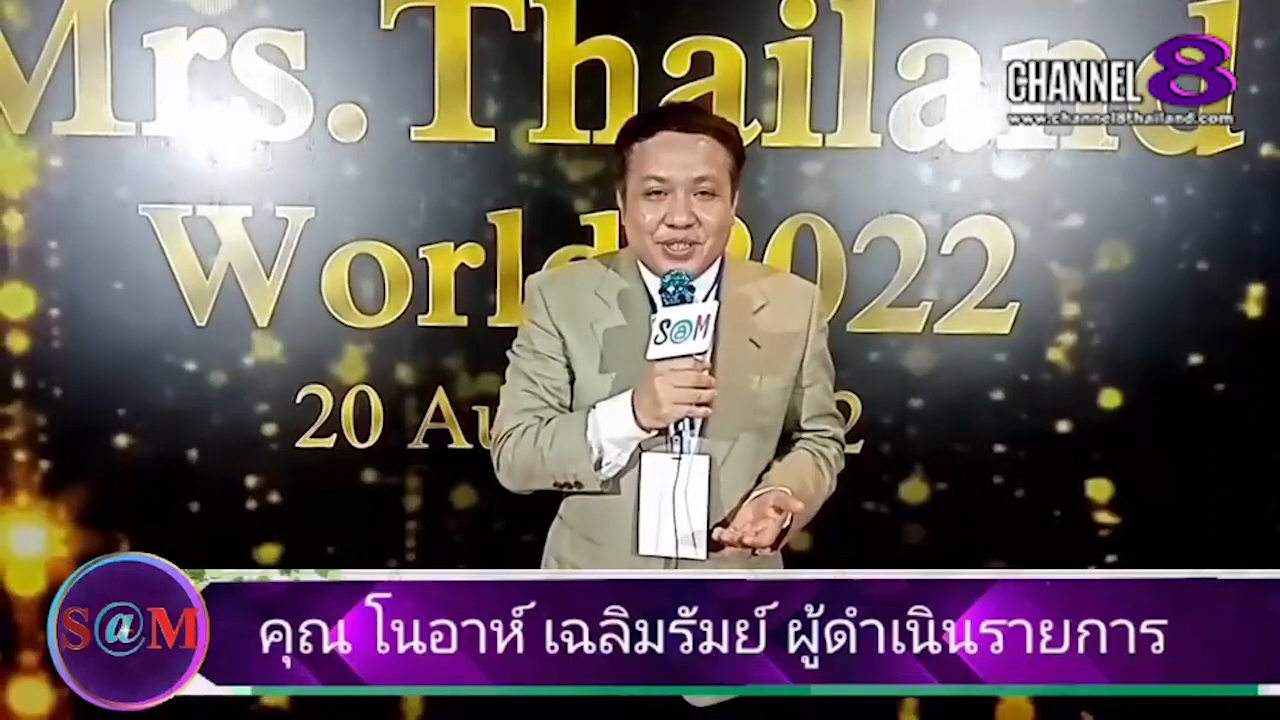 Mrs. Thailand
CHANNEL 8
www.channel8thailand.com
World 2022
S@M
20 Au 2
S@M
คุณ โนอาห์ เฉลิมรัมย์ ผู้ดำเนินรายการ